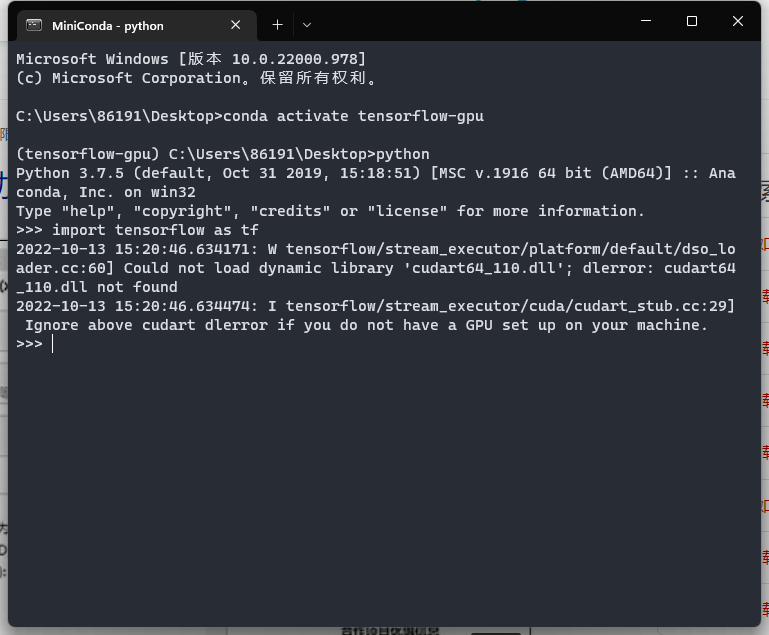 MiniConda - python
Microsoft Windows [版本 10.0.22000.978]
(c) Microsoft Corporation。保留所有权利。
C:\Users\86191\Desktop>conda activate tensorflow-gpu
(tensorflow-gpu) C:\Users\86191\Desktop>python
Python 3.7.5 (default, Oct 31 2019, 15:18:51) [MSC v.1916 64 bit (AMD64)] :: Ana
conda, Inc. on win32
Type "help", "copyright", "credits" or "license" for more information.
>>> import tensorflow as tf
2022-10-13 15:20:46.634171: W tensorflow/stream_executor/platform/default/dso_lo
ader.cc:60] Could not load dynamic library 'cudart64_110.dll'; dlerror: cudart64
_110.dll not found
2022-10-13 15:20:46.634474: I tensorflow/stream_executor/cuda/cudart_stub.cc:29]
 Ignore above cudart dlerror if you do not have a GPU set up on your machine.
>>>